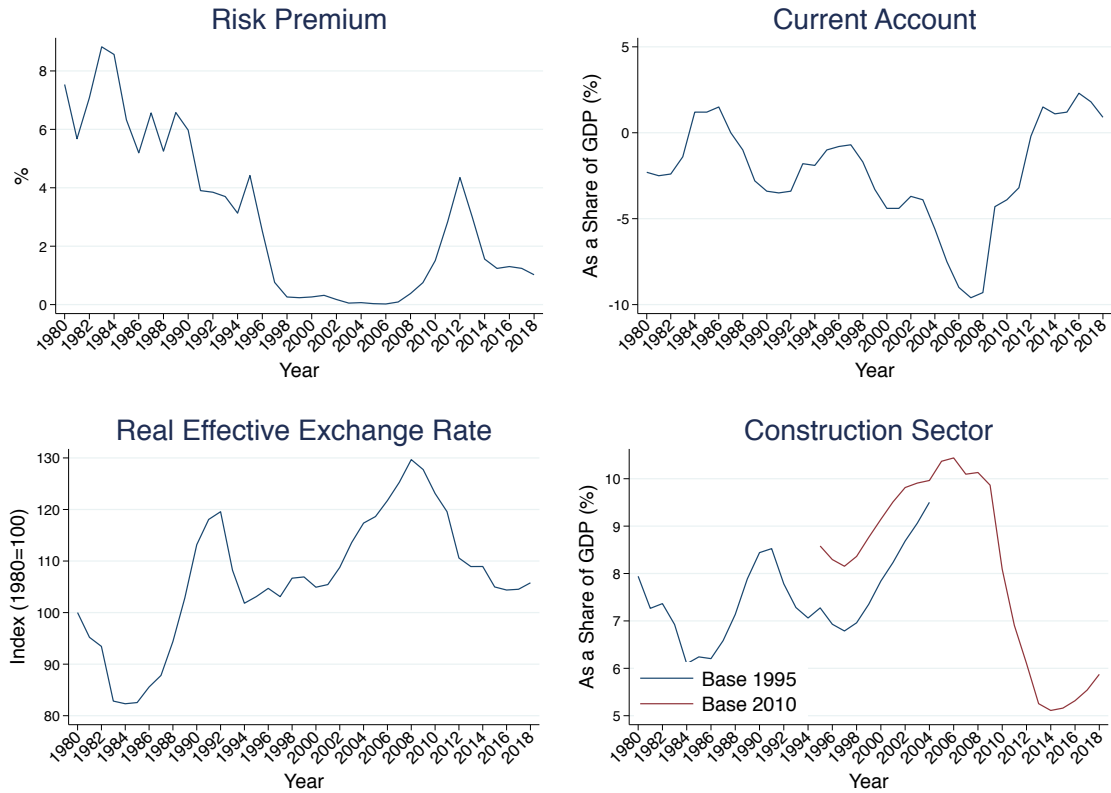 Risk Premium
%
8
6
4
2
0
1980 1982 1984 1986 1988 1990 1992 1994 1996 1998 2000 2002 2004 2006 2008 2010 2012 2014 2016 2018
Year
Current Account
As a Share of GDP (%)
5
0
-5
-10
1980 1982 1984 1986 1988 1990 1992 1994 1996 1998 2000 2002 2004 2006 2008 2010 2012 2014 2016 2018
Year
Real Effective Exchange Rate
Index (1980=100)
130
120
110
100
90
80
1980 1982 1984 1986 1988 1990 1992 1994 1996 1998 2000 2002 2004 2006 2008 2010 2012 2014 2016 2018
Year
Construction Sector
As a Share of GDP (%)
10
9
8
7
6
5
Base 1995
Base 2010
1980 1982 1984 1986 1988 1990 1992 1994 1996 1998 2000 2002 2004 2006 2008 2010 2012 2014 2016 2018
Year